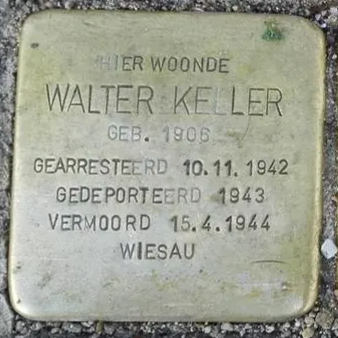 HIER WOONDE
WALTER KELLER
GEB. 1906
GEARRESTEERD 10.11.1942
GEDEPORTEERD 1943
VERMOORD 15.4.1944
WIESAU